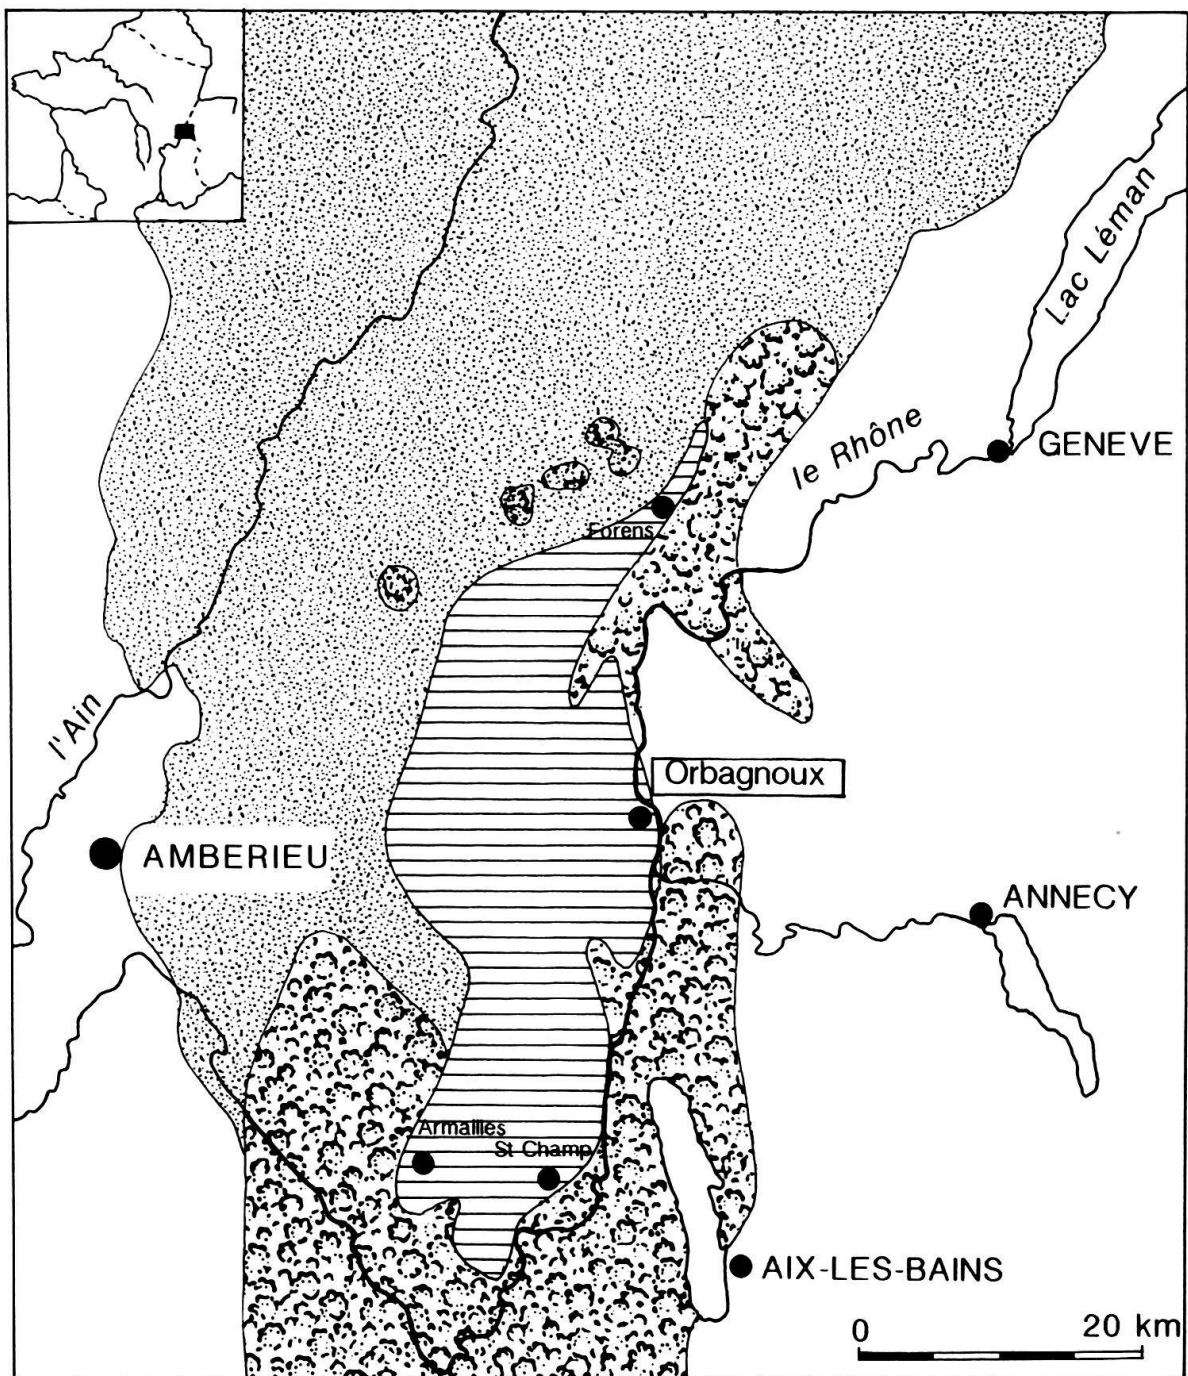 Lac Léman
le Rhône
GENEVE
Forens
l'Ain
Orbagnoux
AMBERIEU
ANNECY
Armailles
St Champ
AIX-LES-BAINS
0 20 km